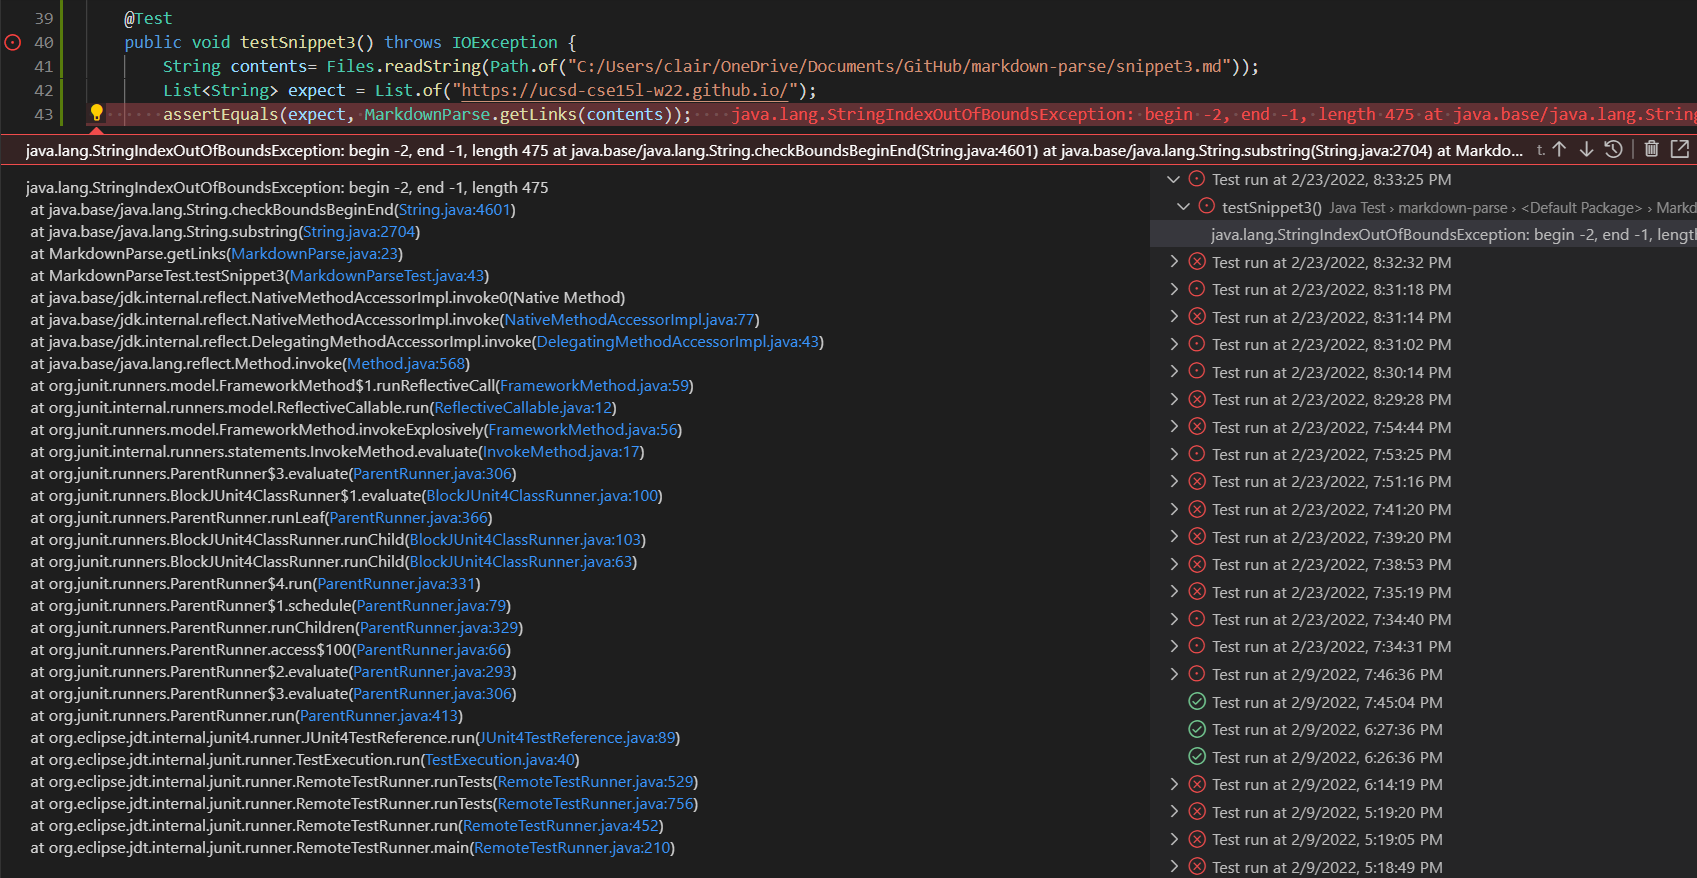 39 @Test
40 public void testSnippet3() throws IOException {
41 String contents= Files.readString(Path.of("C:/Users/clair/OneDrive/Documents/GitHub/markdown-parse/snippet3.md"));
42 List<String> expect = List.of("https://ucsd-cse15l-w22.github.io/");
43 assertEquals(expect, MarkdownParse.getLinks(contents)); java.lang.StringIndexOutOfBoundsException: begin -2, end -1, length 475 at java.base/java.lang.String
java.lang.StringIndexOutOfBoundsException: begin -2, end -1, length 475 at java.base/java.lang.String.checkBoundsBeginEnd(String.java:4601) at java.base/java.lang.String.substring(String.java:2704) at Markdo... t.
java.lang.StringIndexOutOfBoundsException: begin -2, end -1, length 475
at java.base/java.lang.String.checkBoundsBeginEnd(String.java:4601)
at java.base/java.lang.String.substring(String.java:2704)
at MarkdownParse.getLinks(MarkdownParse.java:23)
at MarkdownParseTest.testSnippet3(MarkdownParseTest.java:43)
at java.base/jdk.internal.reflect.NativeMethodAccessorImpl.invoke0(Native Method)
at java.base/jdk.internal.reflect.NativeMethodAccessorImpl.invoke(NativeMethodAccessorImpl.java:77)
at java.base/jdk.internal.reflect.DelegatingMethodAccessorImpl.invoke(DelegatingMethodAccessorImpl.java:43)
at java.base/java.lang.reflect.Method.invoke(Method.java:568)
at org.junit.runners.model.FrameworkMethod$1.runReflectiveCall(FrameworkMethod.java:59)
at org.junit.internal.runners.model.ReflectiveCallable.run(ReflectiveCallable.java:12)
at org.junit.runners.model.FrameworkMethod.invokeExplosively(FrameworkMethod.java:56)
at org.junit.internal.runners.statements.InvokeMethod.evaluate(InvokeMethod.java:17)
at org.junit.runners.ParentRunner$3.evaluate(ParentRunner.java:306)
at org.junit.runners.BlockJUnit4ClassRunner$1.evaluate(BlockJUnit4ClassRunner.java:100)
at org.junit.runners.ParentRunner.runLeaf(ParentRunner.java:366)
at org.junit.runners.BlockJUnit4ClassRunner.runChild(BlockJUnit4ClassRunner.java:103)
at org.junit.runners.BlockJUnit4ClassRunner.runChild(BlockJUnit4ClassRunner.java:63)
at org.junit.runners.ParentRunner$4.run(ParentRunner.java:331)
at org.junit.runners.ParentRunner$1.schedule(ParentRunner.java:79)
at org.junit.runners.ParentRunner.runChildren(ParentRunner.java:329)
at org.junit.runners.ParentRunner.access$100(ParentRunner.java:66)
at org.junit.runners.ParentRunner$2.evaluate(ParentRunner.java:293)
at org.junit.runners.ParentRunner$3.evaluate(ParentRunner.java:306)
at org.junit.runners.ParentRunner.run(ParentRunner.java:413)
at org.eclipse.jdt.internal.junit4.runner.JUnit4TestReference.run(JUnit4TestReference.java:89)
at org.eclipse.jdt.internal.junit.runner.TestExecution.run(TestExecution.java:40)
at org.eclipse.jdt.internal.junit.runner.RemoteTestRunner.runTests(RemoteTestRunner.java:529)
at org.eclipse.jdt.internal.junit.runner.RemoteTestRunner.runTests(RemoteTestRunner.java:756)
at org.eclipse.jdt.internal.junit.runner.RemoteTestRunner.run(RemoteTestRunner.java:452)
at org.eclipse.jdt.internal.junit.runner.RemoteTestRunner.main(RemoteTestRunner.java:210)
Test run at 2/23/2022, 8:33:25 PM
testSnippet3() Java Test › markdown-parse › <Default Package> › Markd
java.lang.StringIndexOutOfBoundsException: begin -2, end -1, lengt
Test run at 2/23/2022, 8:32:32 PM
Test run at 2/23/2022, 8:31:18 PM
Test run at 2/23/2022, 8:31:14 PM
Test run at 2/23/2022, 8:31:02 PM
Test run at 2/23/2022, 8:30:14 PM
Test run at 2/23/2022, 8:29:28 PM
Test run at 2/23/2022, 7:54:44 PM
Test run at 2/23/2022, 7:53:25 PM
Test run at 2/23/2022, 7:51:16 PM
Test run at 2/23/2022, 7:41:20 PM
Test run at 2/23/2022, 7:39:20 PM
Test run at 2/23/2022, 7:38:53 PM
Test run at 2/23/2022, 7:35:19 PM
Test run at 2/23/2022, 7:34:40 PM
Test run at 2/23/2022, 7:34:31 PM
Test run at 2/9/2022, 7:46:36 PM
Test run at 2/9/2022, 7:45:04 PM
Test run at 2/9/2022, 6:27:36 PM
Test run at 2/9/2022, 6:26:36 PM
Test run at 2/9/2022, 6:14:19 PM
Test run at 2/9/2022, 5:19:20 PM
Test run at 2/9/2022, 5:19:05 PM
Test run at 2/9/2022, 5:18:49 PM